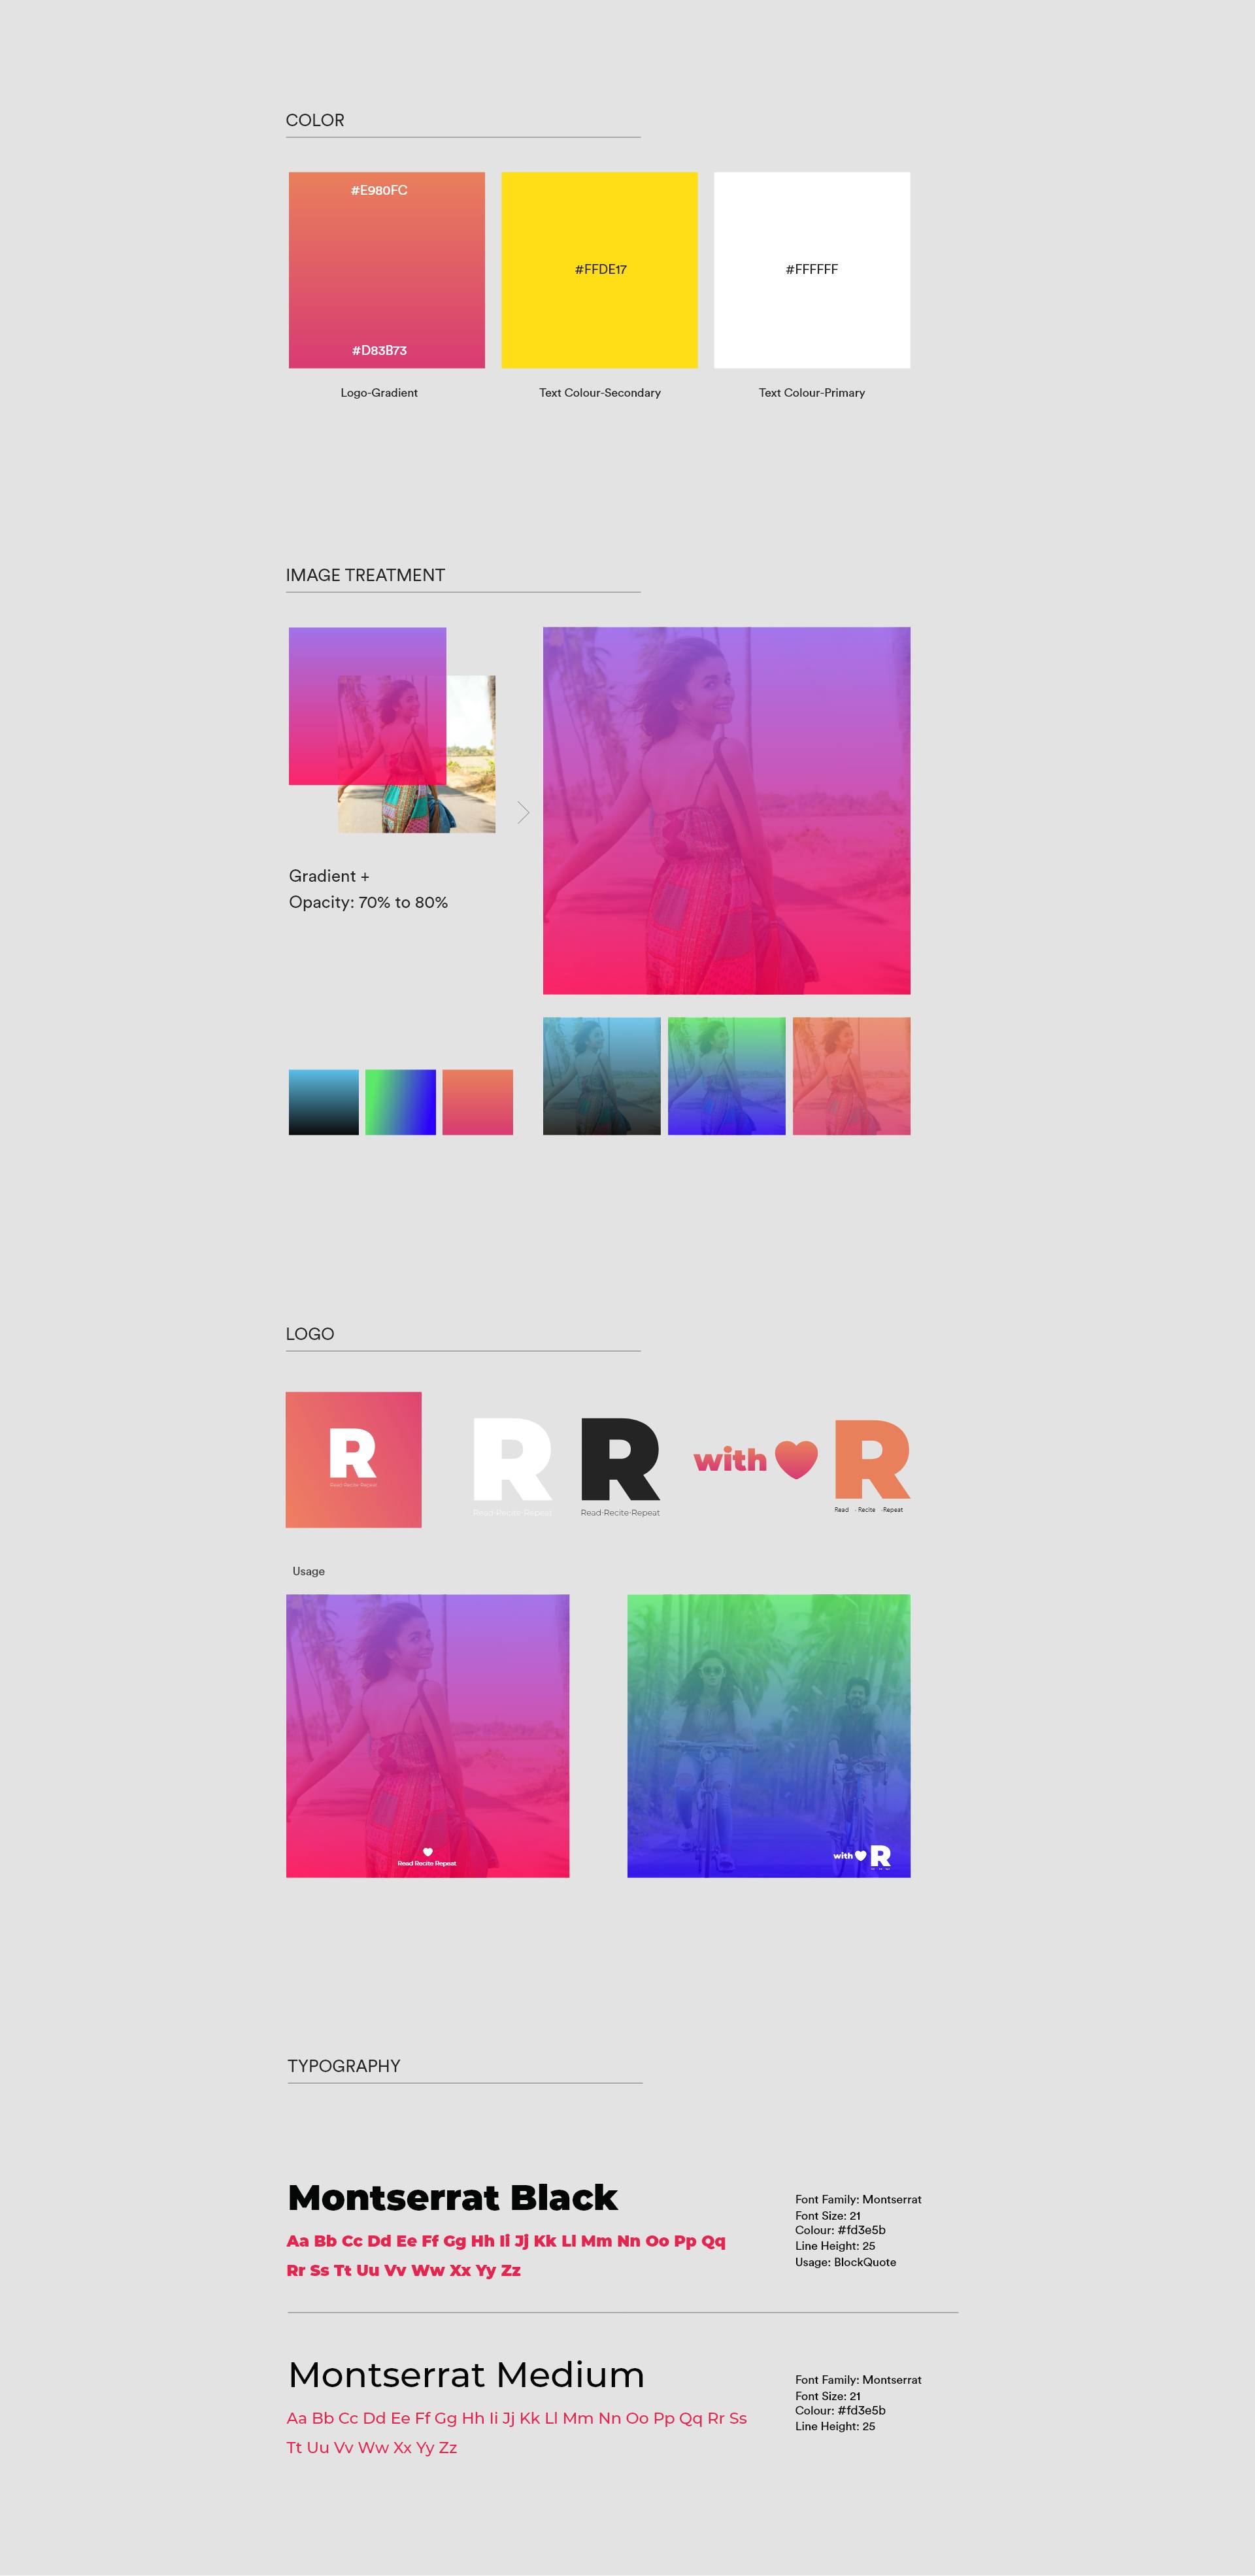 COLOR
#E980FC
#FFDE17
#FFFFFF
#D83B73
Logo-Gradient
Text Colour-Secondary
Text Colour-Primary
IMAGE TREATMENT
Gradient +
Opacity: 70% to 80%
LOGO
R
Read·Recite·Repeat
R
Read·Recite·Repeat
R
Read·Recite·Repeat
with
R
Read · Recite ·Repeat
Usage
Read Recite Repeat
with R
TYPOGRAPHY
Montserrat Black
Aa Bb Cc Dd Ee Ff Gg Hh Ii Jj Kk Ll Mm Nn Oo Pp Qq
Rr Ss Tt Uu Vv Ww Xx Yy Zz
Font Family: Montserrat
Font Size: 21
Colour: #fd3e5b
Line Height: 25
Usage: BlockQuote
Montserrat Medium
Aa Bb Cc Dd Ee Ff Gg Hh Ii Jj Kk Ll Mm Nn Oo Pp Qq Rr Ss
Tt Uu Vv Ww Xx Yy Zz
Font Family: Montserrat
Font Size: 21
Colour: #fd3e5b
Line Height: 25